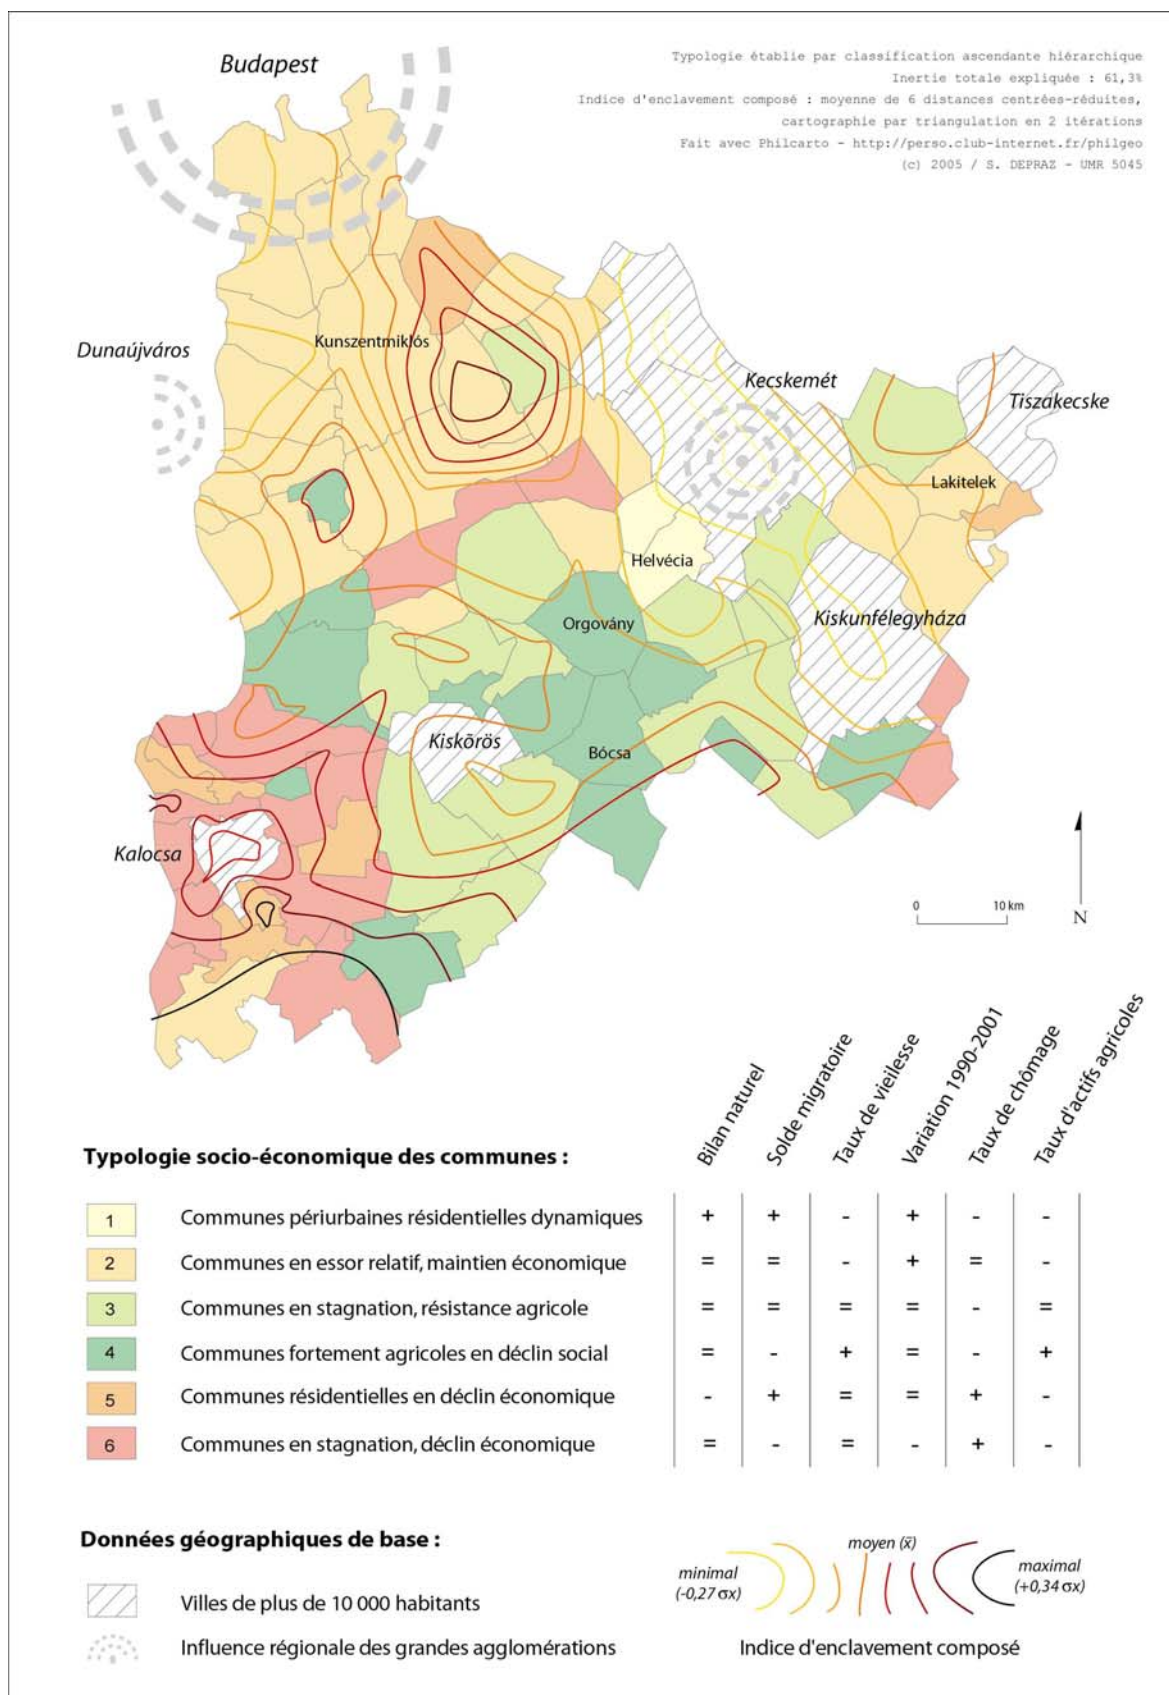 Budapest
Typologie établie par classification ascendante hiérarchique
Inertie totale expliquée : 61,3%
Indice d'enclavement composé : moyenne de 6 distances centrées-réduites,
cartographie par triangulation en 2 itérations
Fait avec Philcarto - http://perso.club-internet.fr/philgeo
(c) 2005 / S. DEPRAZ - UMR 5045
Dunaújváros
Kunszentmiklós
Kecskemét
Tiszakecske
Lakitelek
Helvécia
Orgovány
Kiskunfélegyháza
Kiskõrös
Bócsa
Kalocsa
0 10 km
N
Bilan naturel
Solde migratoire
Taux de vieilesse
Variation 1990-2001
Taux de chômage
Taux d'actifs agricoles
Typologie socio-économique des communes :
1 Communes périurbaines résidentielles dynamiques + + - + - -
2 Communes en essor relatif, maintien économique = = - + = -
3 Communes en stagnation, résistance agricole = = = = - =
4 Communes fortement agricoles en déclin social = - + = - +
5 Communes résidentielles en déclin économique - + = = + -
6 Communes en stagnation, déclin économique = - = - + -
Données géographiques de base :
Villes de plus de 10 000 habitants
Influence régionale des grandes agglomérations
moyen (x̄)
minimal
(-0,27 σx)
maximal
(+0,34 σx)
Indice d'enclavement composé